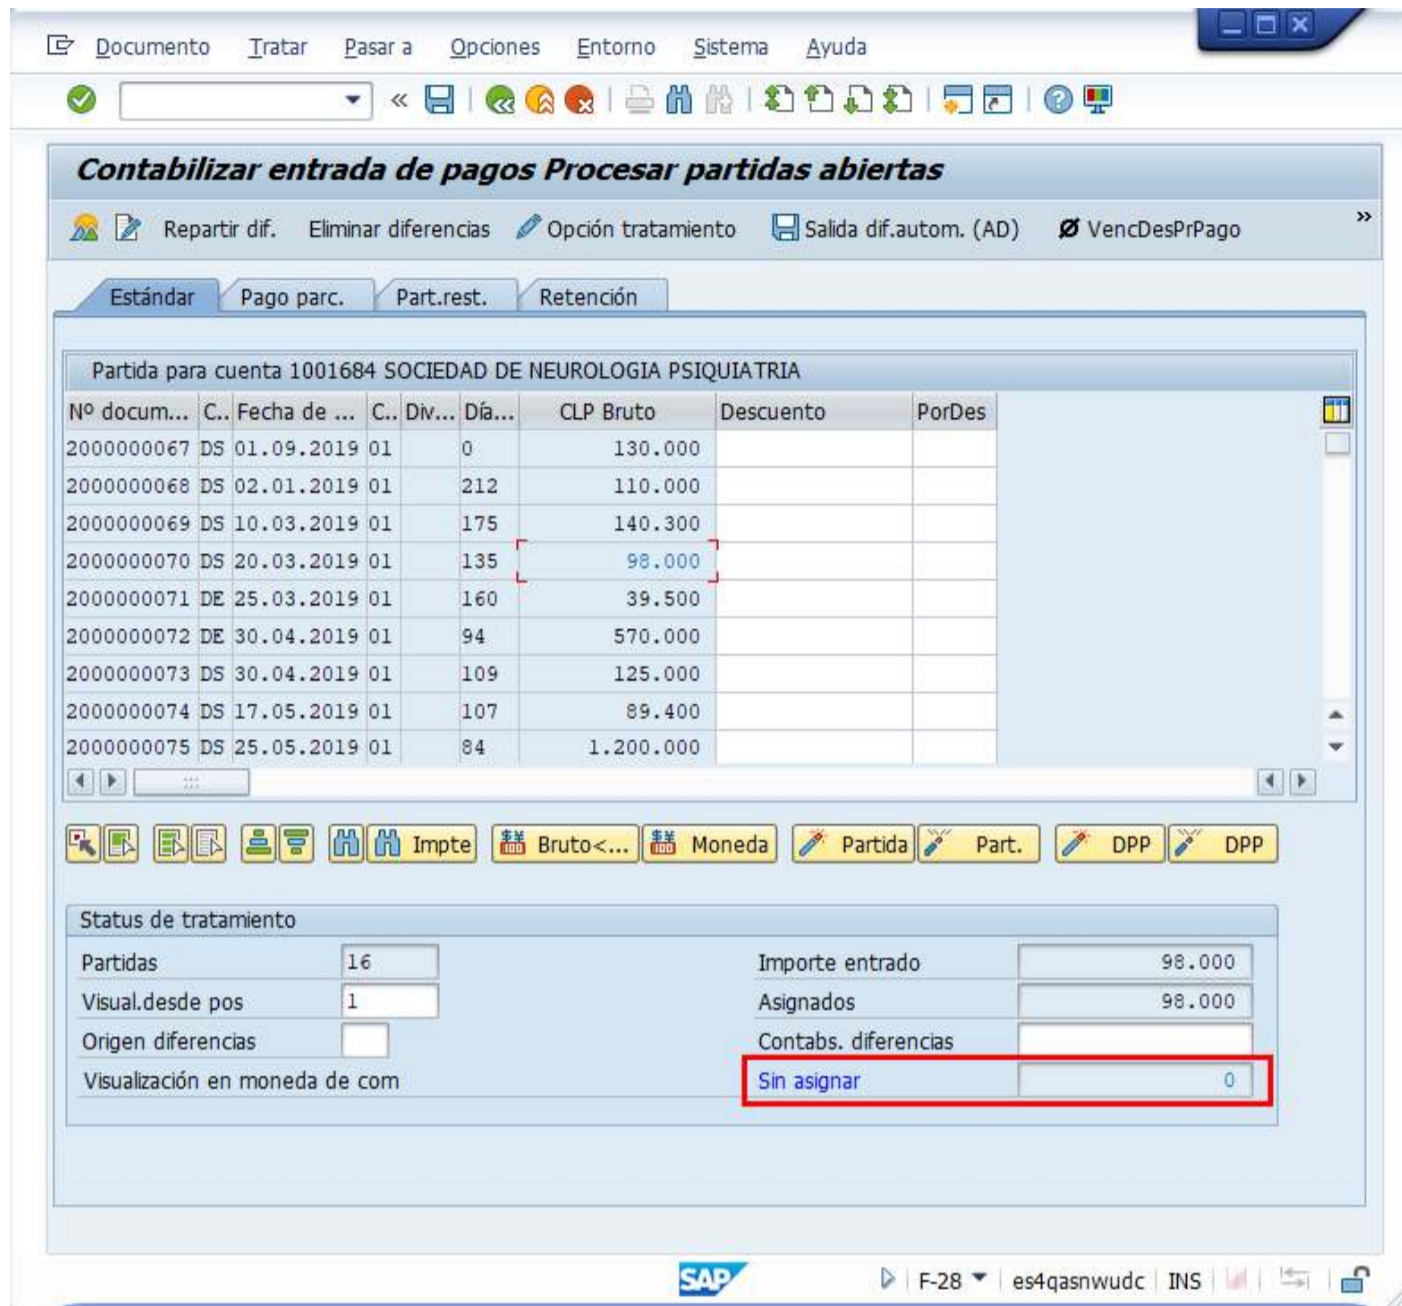 Documento Tratar Pasar a Opciones Entorno Sistema Ayuda
Contabilizar entrada de pagos Procesar partidas abiertas
Repartir dif. Eliminar diferencias Opción tratamiento Salida dif.autom. (AD) VencDesPrPago
Estándar Pago parc. Part.rest. Retención
Partida para cuenta 1001684 SOCIEDAD DE NEUROLOGIA PSIQUIATRIA
Nº docum... C.. Fecha de ... C.. Div... Día... CLP Bruto Descuento PorDes
2000000067 DS 01.09.2019 01 0 130.000
2000000068 DS 02.01.2019 01 212 110.000
2000000069 DS 10.03.2019 01 175 140.300
2000000070 DS 20.03.2019 01 135 98.000
2000000071 DE 25.03.2019 01 160 39.500
2000000072 DE 30.04.2019 01 94 570.000
2000000073 DS 30.04.2019 01 109 125.000
2000000074 DS 17.05.2019 01 107 89.400
2000000075 DS 25.05.2019 01 84 1.200.000
Impte Bruto<... Moneda Partida Part. DPP DPP
Status de tratamiento
Partidas 16 Importe entrado 98.000
Visual.desde pos 1 Asignados 98.000
Origen diferencias Contabs. diferencias
Visualización en moneda de com Sin asignar 0
SAP F-28 es4qasnwudc INS